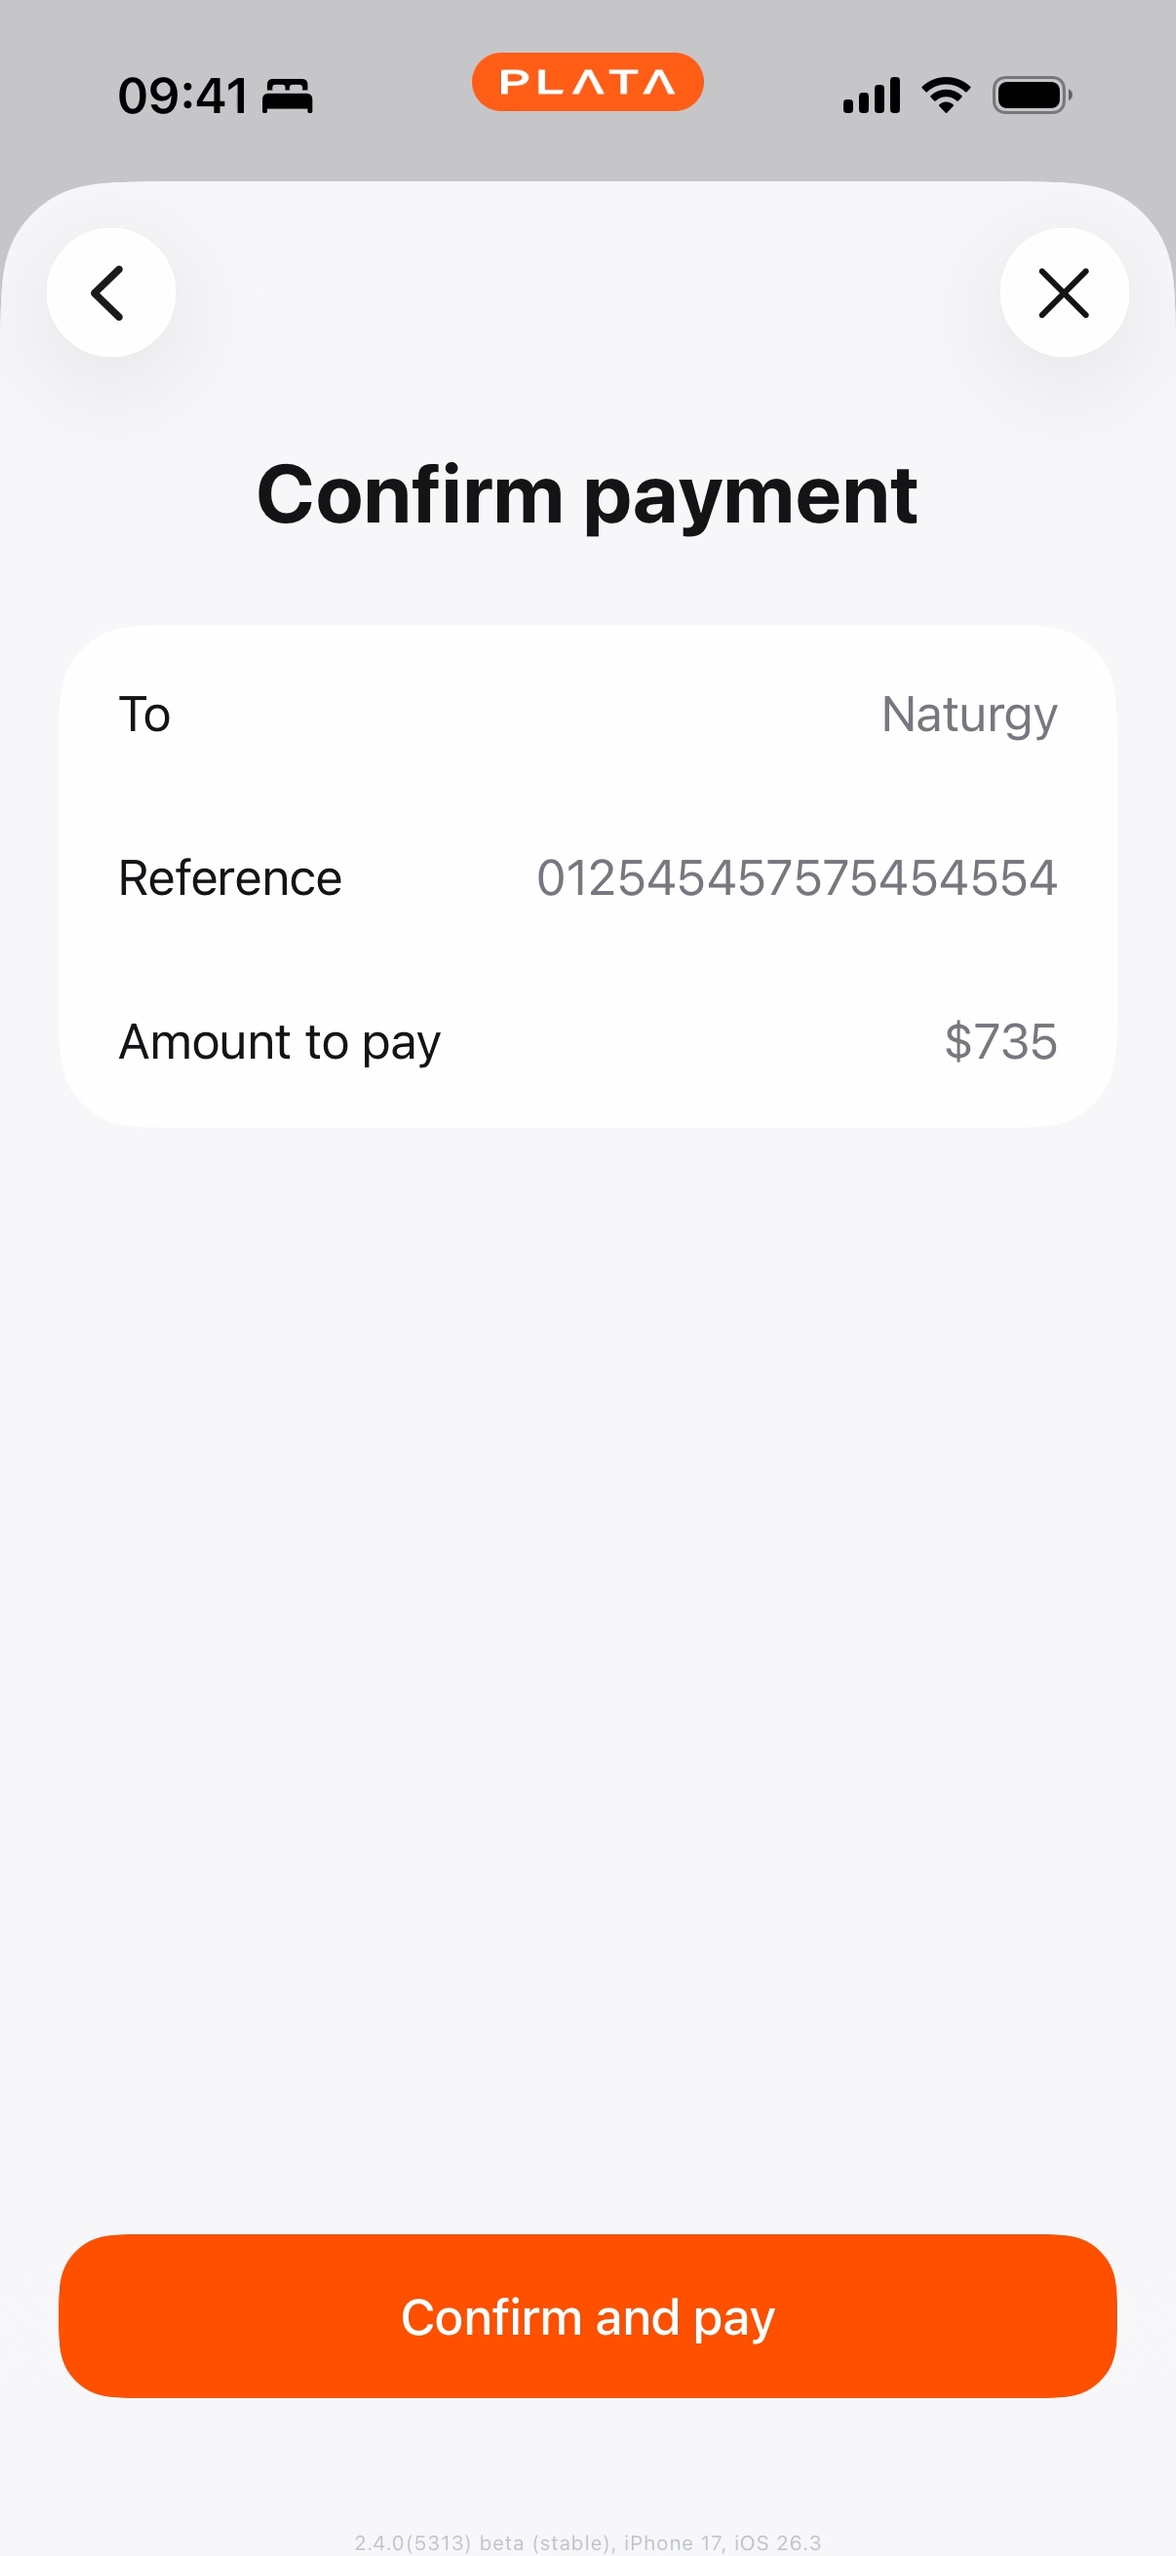 09:41
PLATA
Confirm payment
To Naturgy
Reference 012545457575454554
Amount to pay $735
Confirm and pay
2.4.0(5313) beta (stable), iPhone 17, iOS 26.3